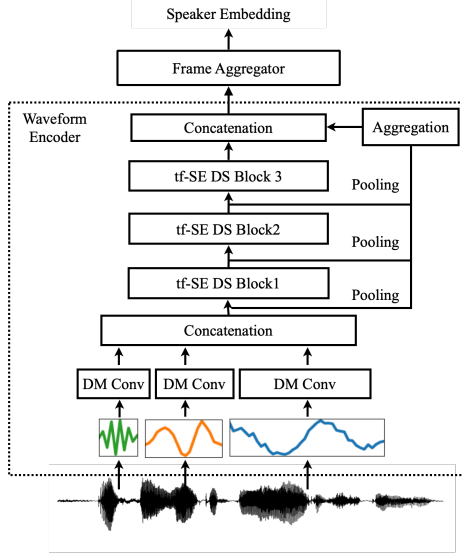 Speaker Embedding
Frame Aggregator
Waveform
Encoder
Concatenation
Aggregation
tf-SE DS Block 3
Pooling
tf-SE DS Block2
Pooling
tf-SE DS Block1
Pooling
Concatenation
DM Conv
DM Conv
DM Conv